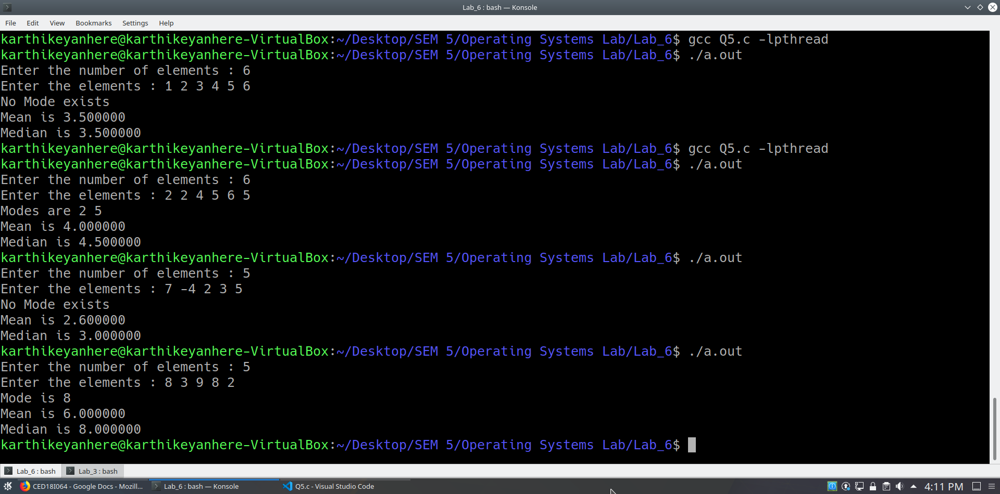 Lab_6 : bash — Konsole
File Edit View Bookmarks Settings Help
karthikeyanhere@karthikeyanhere-VirtualBox:~/Desktop/SEM 5/Operating Systems Lab/Lab_6$ gcc Q5.c -lpthread
karthikeyanhere@karthikeyanhere-VirtualBox:~/Desktop/SEM 5/Operating Systems Lab/Lab_6$ ./a.out
Enter the number of elements : 6
Enter the elements : 1 2 3 4 5 6
No Mode exists
Mean is 3.500000
Median is 3.500000
karthikeyanhere@karthikeyanhere-VirtualBox:~/Desktop/SEM 5/Operating Systems Lab/Lab_6$ gcc Q5.c -lpthread
karthikeyanhere@karthikeyanhere-VirtualBox:~/Desktop/SEM 5/Operating Systems Lab/Lab_6$ ./a.out
Enter the number of elements : 6
Enter the elements : 2 2 4 5 6 5
Modes are 2 5
Mean is 4.000000
Median is 4.500000
karthikeyanhere@karthikeyanhere-VirtualBox:~/Desktop/SEM 5/Operating Systems Lab/Lab_6$ ./a.out
Enter the number of elements : 5
Enter the elements : 7 -4 2 3 5
No Mode exists
Mean is 2.600000
Median is 3.000000
karthikeyanhere@karthikeyanhere-VirtualBox:~/Desktop/SEM 5/Operating Systems Lab/Lab_6$ ./a.out
Enter the number of elements : 5
Enter the elements : 8 3 9 8 2
Mode is 8
Mean is 6.000000
Median is 8.000000
karthikeyanhere@karthikeyanhere-VirtualBox:~/Desktop/SEM 5/Operating Systems Lab/Lab_6$
Lab_6 : bash Lab_3 : bash
CED18I064 - Google Docs - Mozill... Lab_6 : bash — Konsole Q5.c - Visual Studio Code 4:11 PM